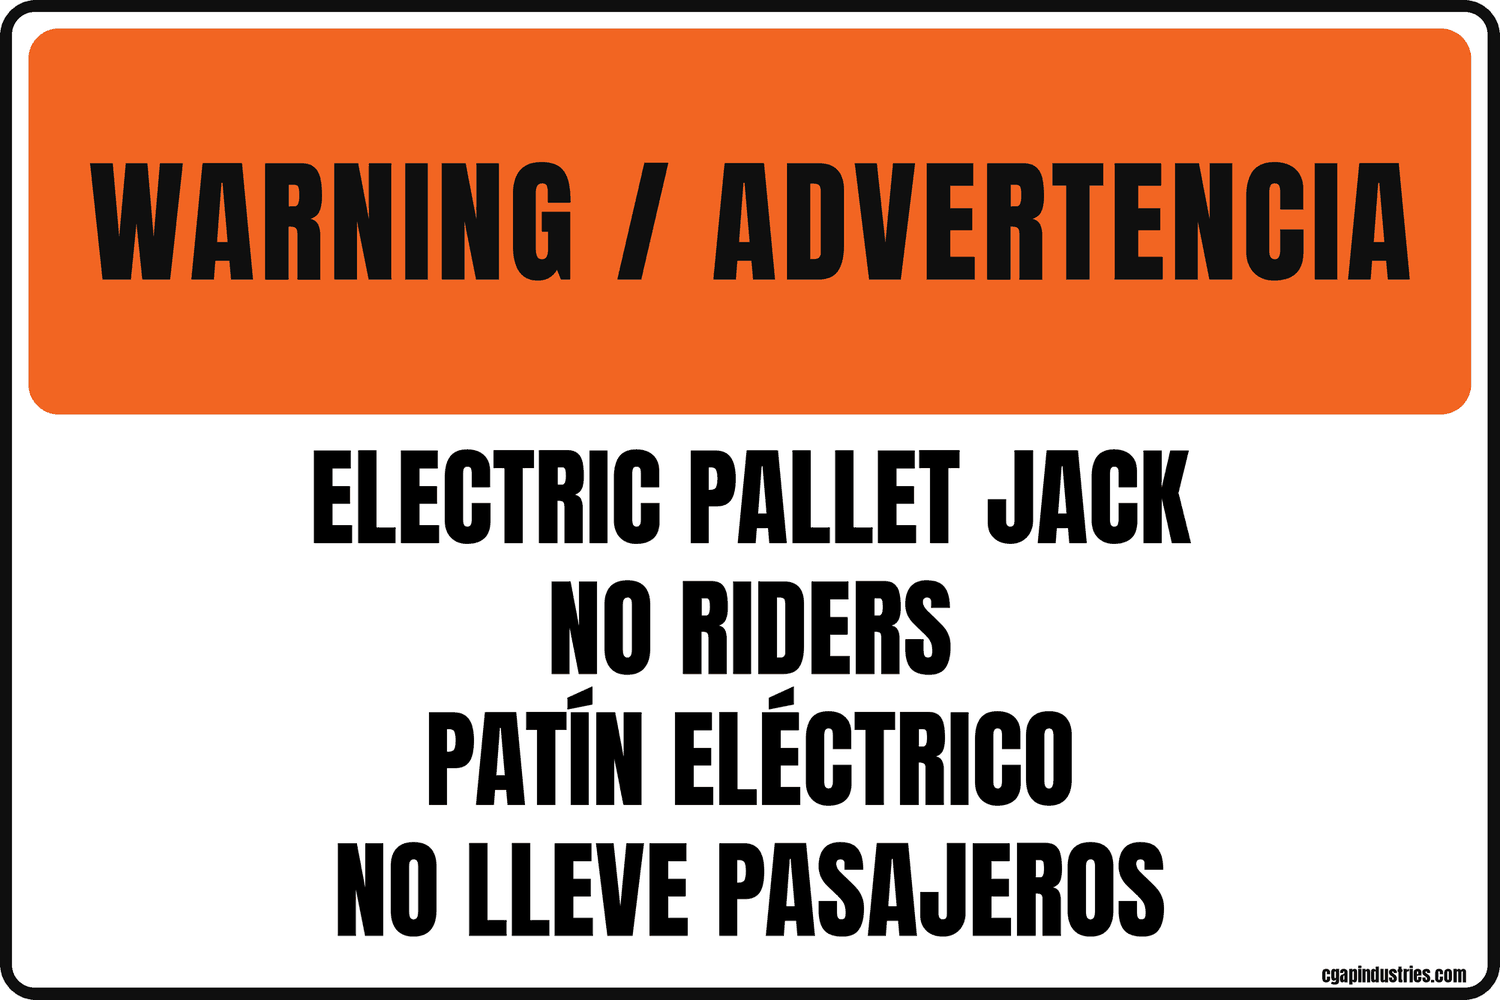 WARNING / ADVERTENCIA
ELECTRIC PALLET JACK
NO RIDERS
PATÍN ELÉCTRICO
NO LLEVE PASAJEROS
cgapindustries.com